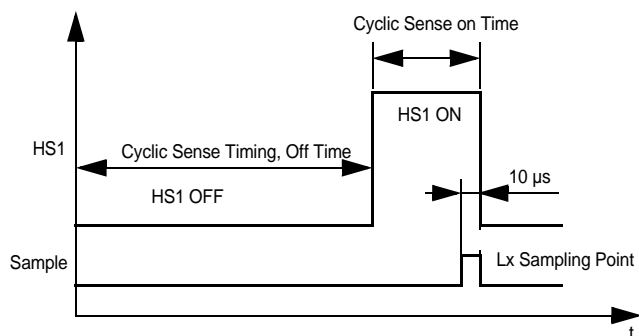 Cyclic Sense on Time
HS1 ON
HS1
Cyclic Sense Timing, Off Time
10 µs
HS1 OFF
Sample
Lx Sampling Point
t